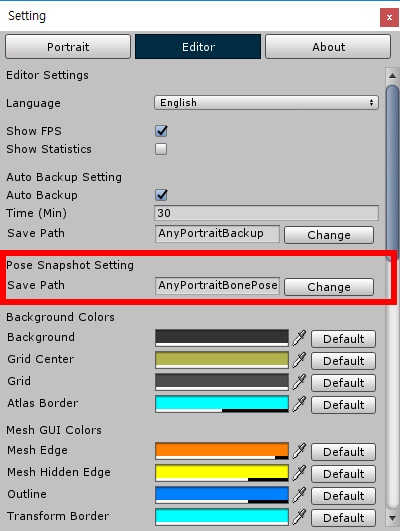 Setting
x
Portrait Editor About
Editor Settings
Language English
Show FPS
Show Statistics
Auto Backup Setting
Auto Backup
Time (Min) 30
Save Path AnyPortraitBackup Change
Pose Snapshot Setting
Save Path AnyPortraitBonePose Change
Background Colors
Background Default
Grid Center Default
Grid Default
Atlas Border Default
Mesh GUI Colors
Mesh Edge Default
Mesh Hidden Edge Default
Outline Default
Transform Border Default